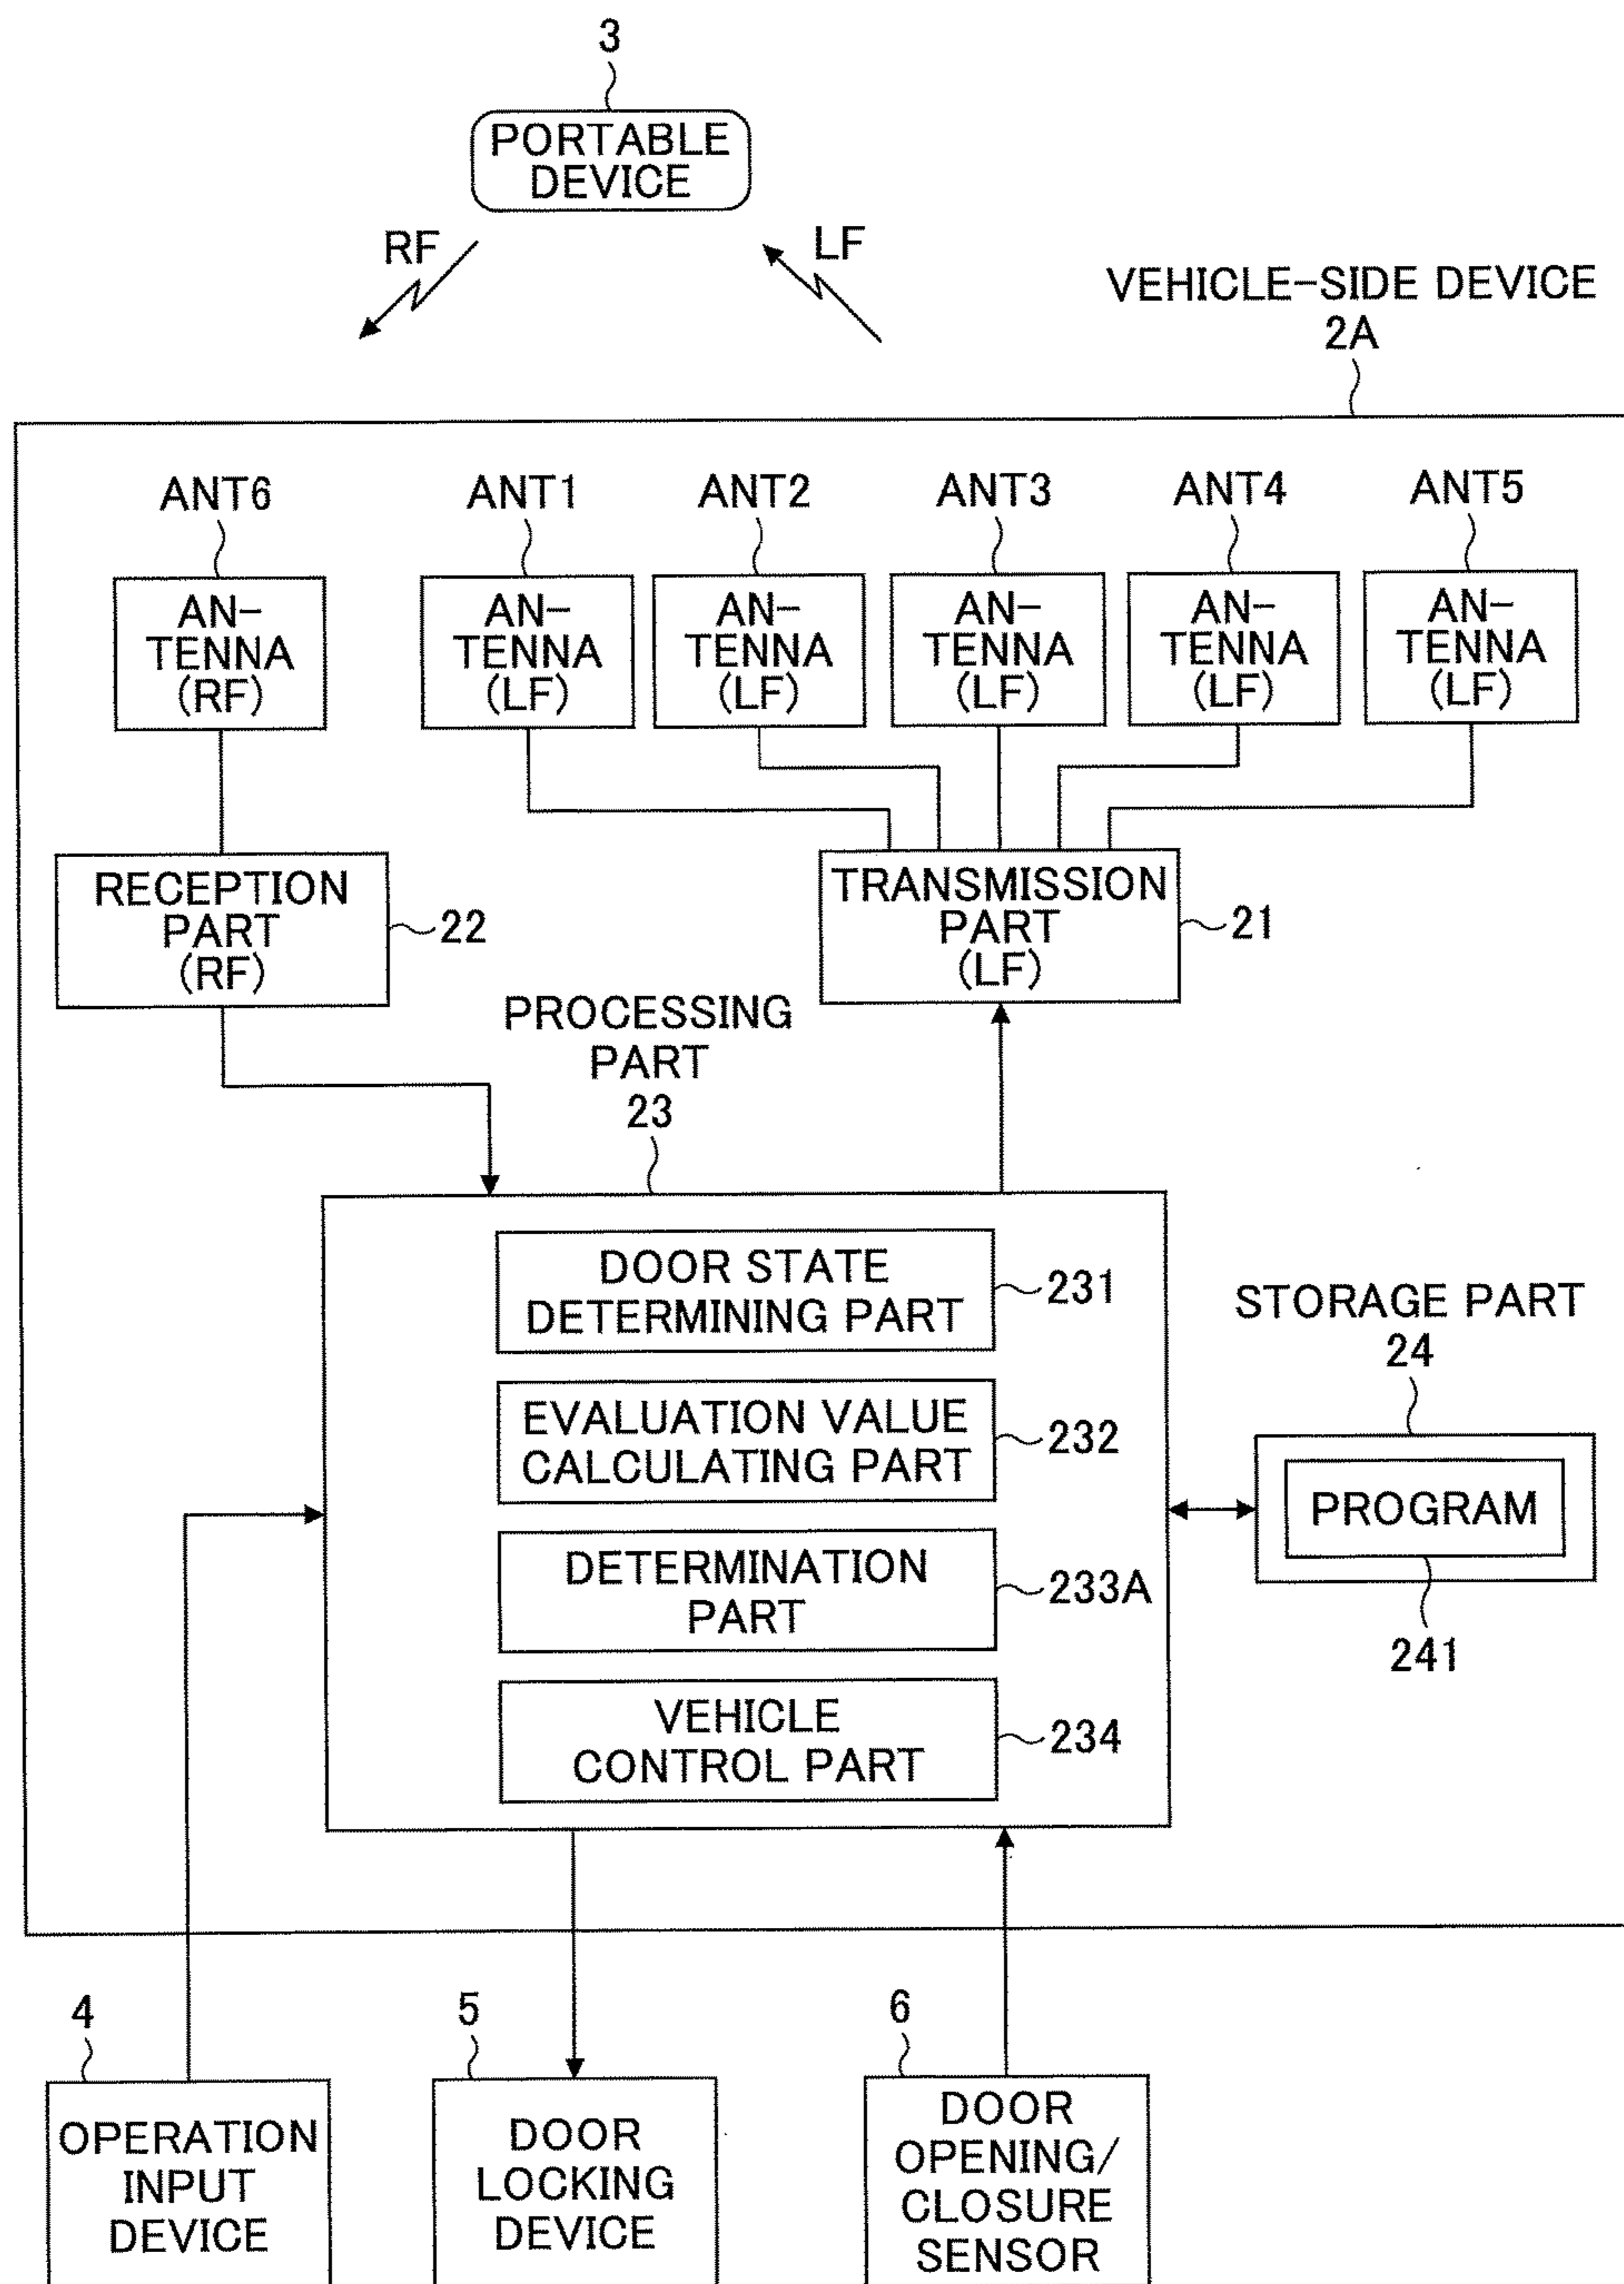 3
PORTABLE
DEVICE
RF
LF
VEHICLE-SIDE DEVICE
2A
ANT6
ANT1
ANT2
ANT3
ANT4
ANT5
AN-
TENNA
(RF)
AN-
TENNA
(LF)
AN-
TENNA
(LF)
AN-
TENNA
(LF)
AN-
TENNA
(LF)
AN-
TENNA
(LF)
RECEPTION
PART
(RF)
22
TRANSMISSION
PART
(LF)
21
PROCESSING
PART
23
DOOR STATE
DETERMINING PART
231
EVALUATION VALUE
CALCULATING PART
232
DETERMINATION
PART
233A
VEHICLE
CONTROL PART
234
STORAGE PART
24
PROGRAM
241
4
OPERATION
INPUT
DEVICE
5
DOOR
LOCKING
DEVICE
6
DOOR
OPENING/
CLOSURE
SENSOR